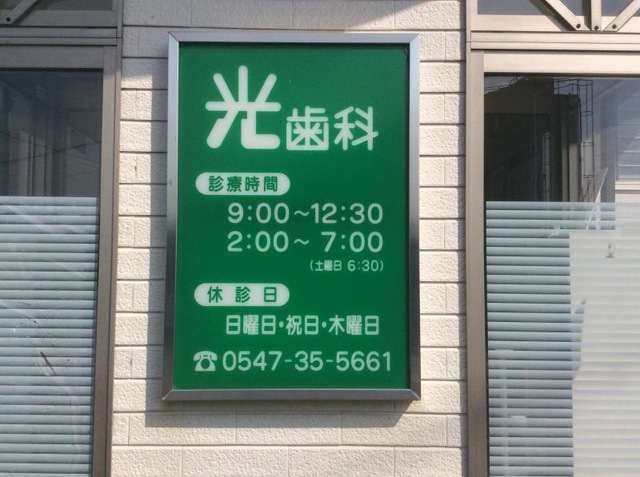 光歯科
診療時間
9:00～12:30
2:00～ 7:00
(土曜日 6:30)
休診日
日曜日・祝日・木曜日
☎0547-35-5661